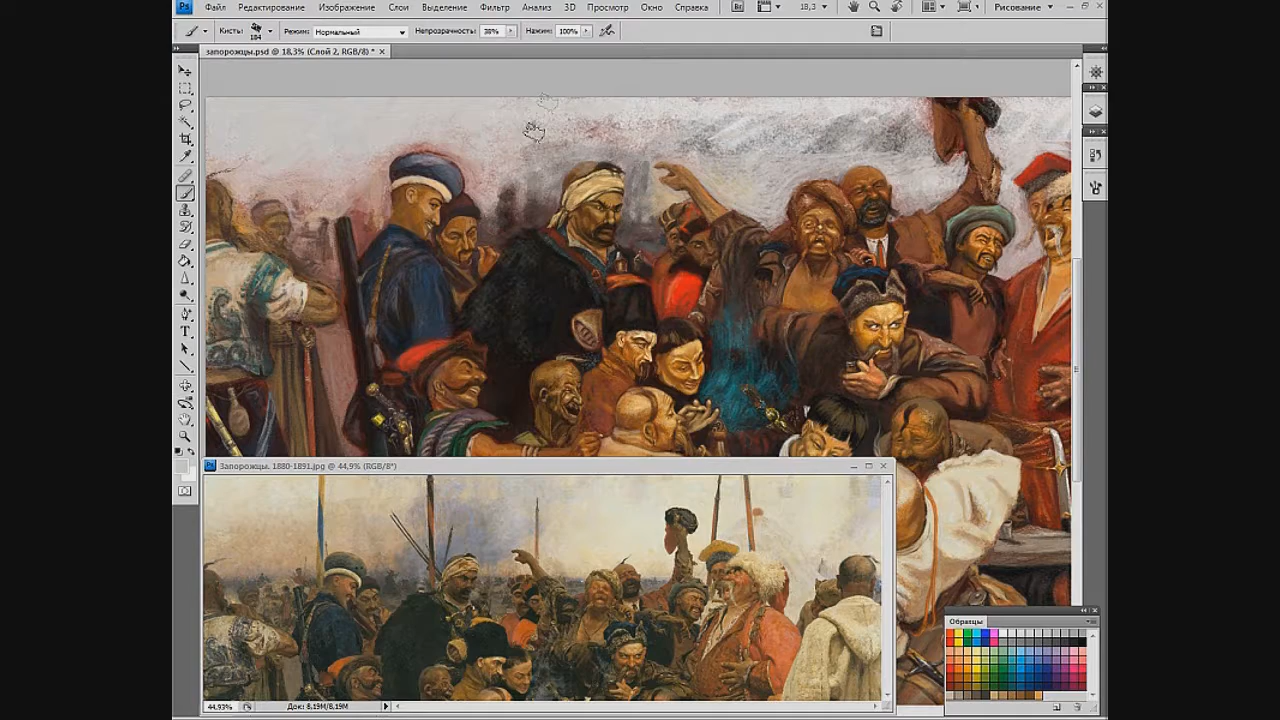 Ps Файл Редактирование Изображение Слои Выделение Фильтр Анализ 3D Просмотр Окно Справка Br 18,3 Рисование
Кисть: 184 Режим: Нормальный Непрозрачность: 38% Нажим: 100%
запорожцы.psd @ 18,3% (Слой 2, RGB/8) *
Запорожцы. 1880-1891.jpg @ 44,9% (RGB/8*)
Образцы
44,93% Док: 8,19M/8,19M